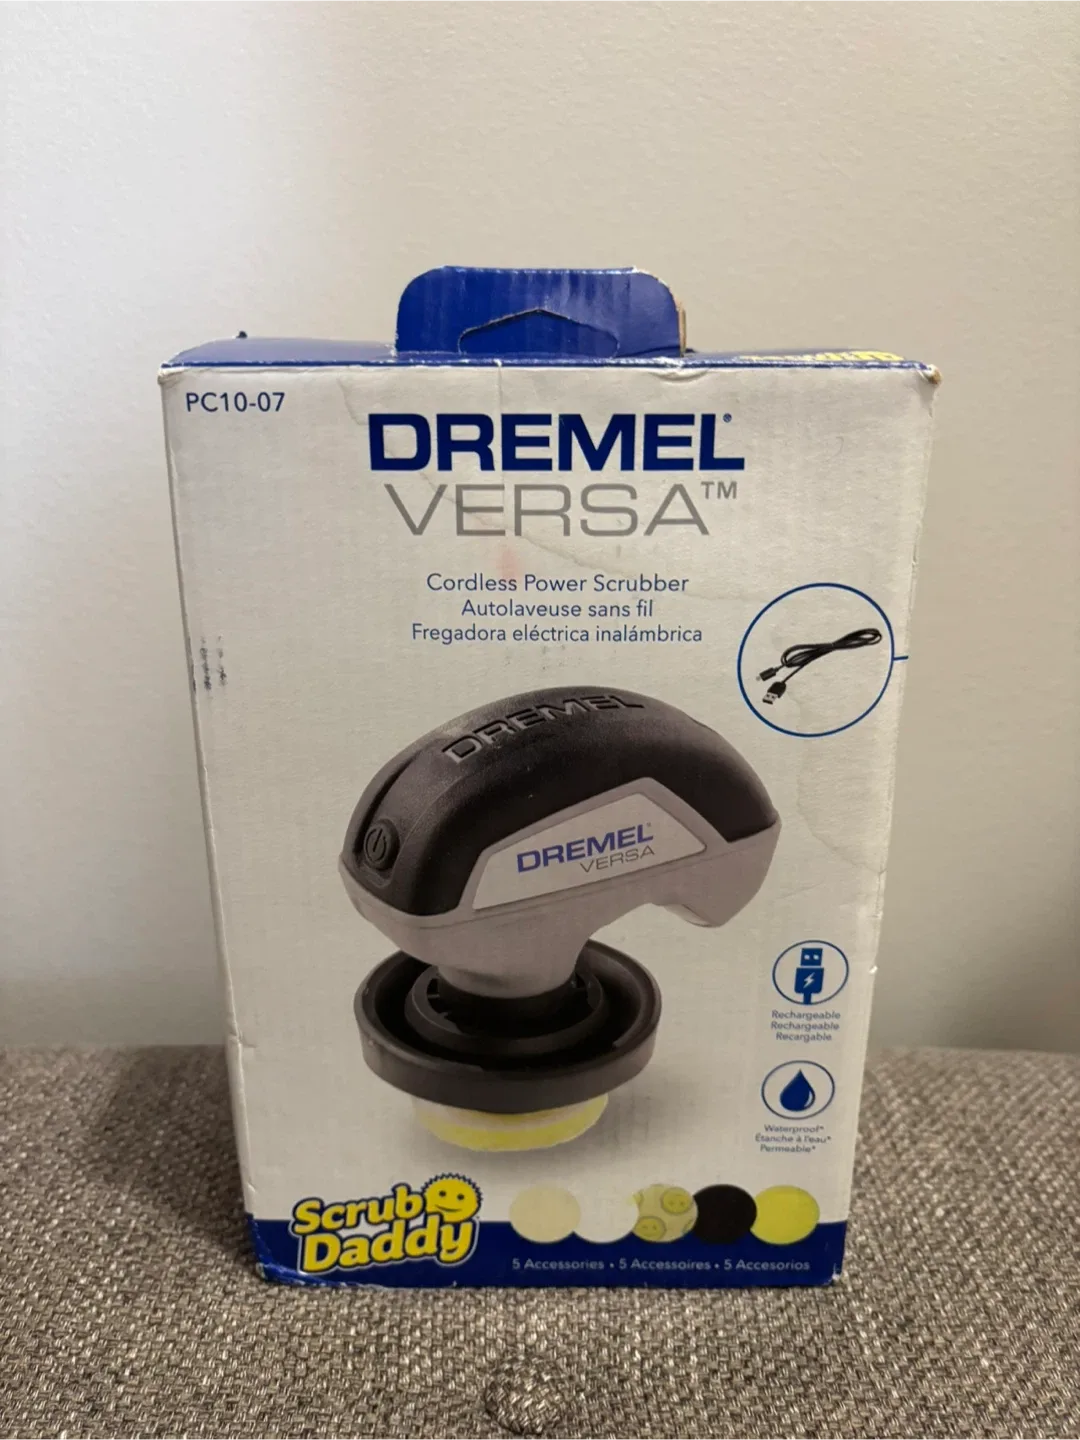 PC10-07
DREMEL®
VERSA™
Cordless Power Scrubber
Autolaveuse sans fil
Fregadora eléctrica inalámbrica
DREMEL
DREMEL®
VERSA
Rechargeable
Rechargeable
Recargable
Waterproof*
Étanche à l'eau*
Permeable*
Scrub
Daddy
5 Accessories • 5 Accessoires • 5 Accesorios